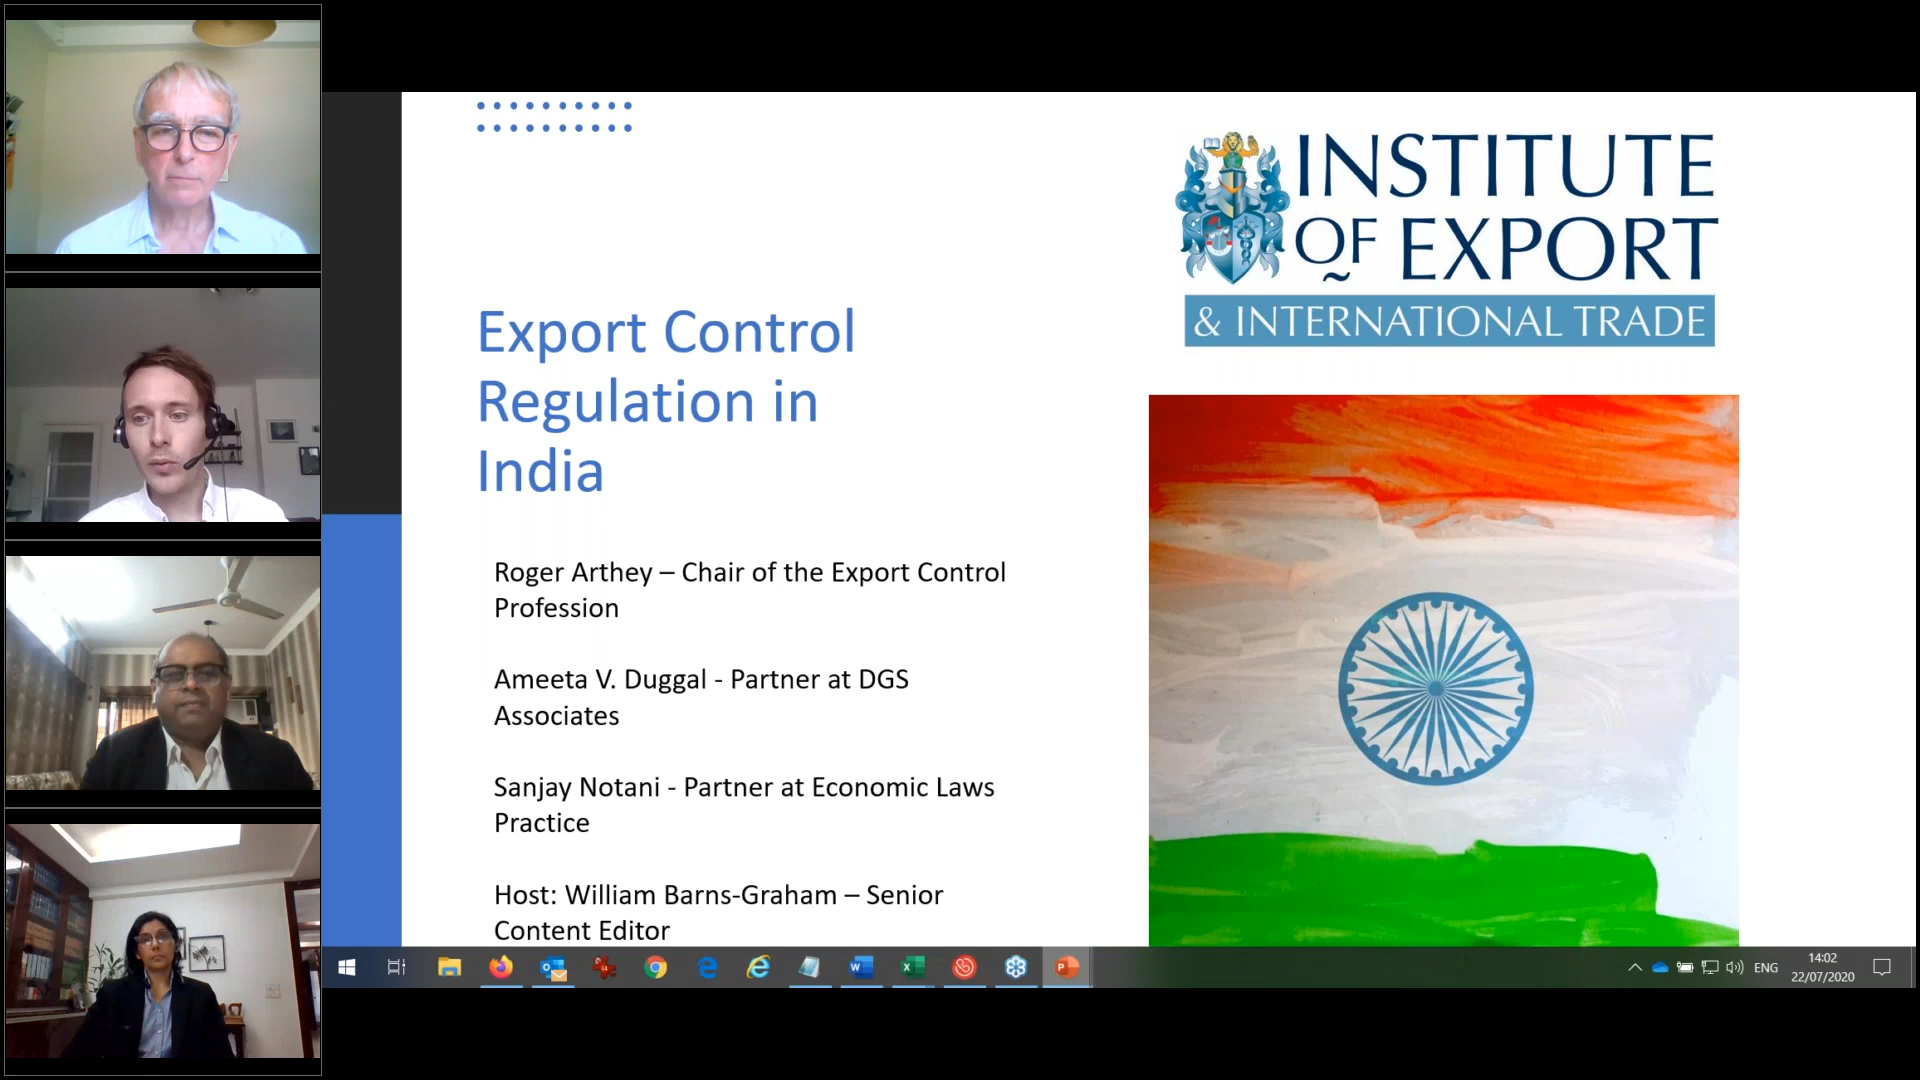 INSTITUTE
OF EXPORT
& INTERNATIONAL TRADE
Export Control
Regulation in
India
Roger Arthey – Chair of the Export Control
Profession
Ameeta V. Duggal - Partner at DGS
Associates
Sanjay Notani - Partner at Economic Laws
Practice
Host: William Barns-Graham – Senior
Content Editor
ENG
14:02
22/07/2020